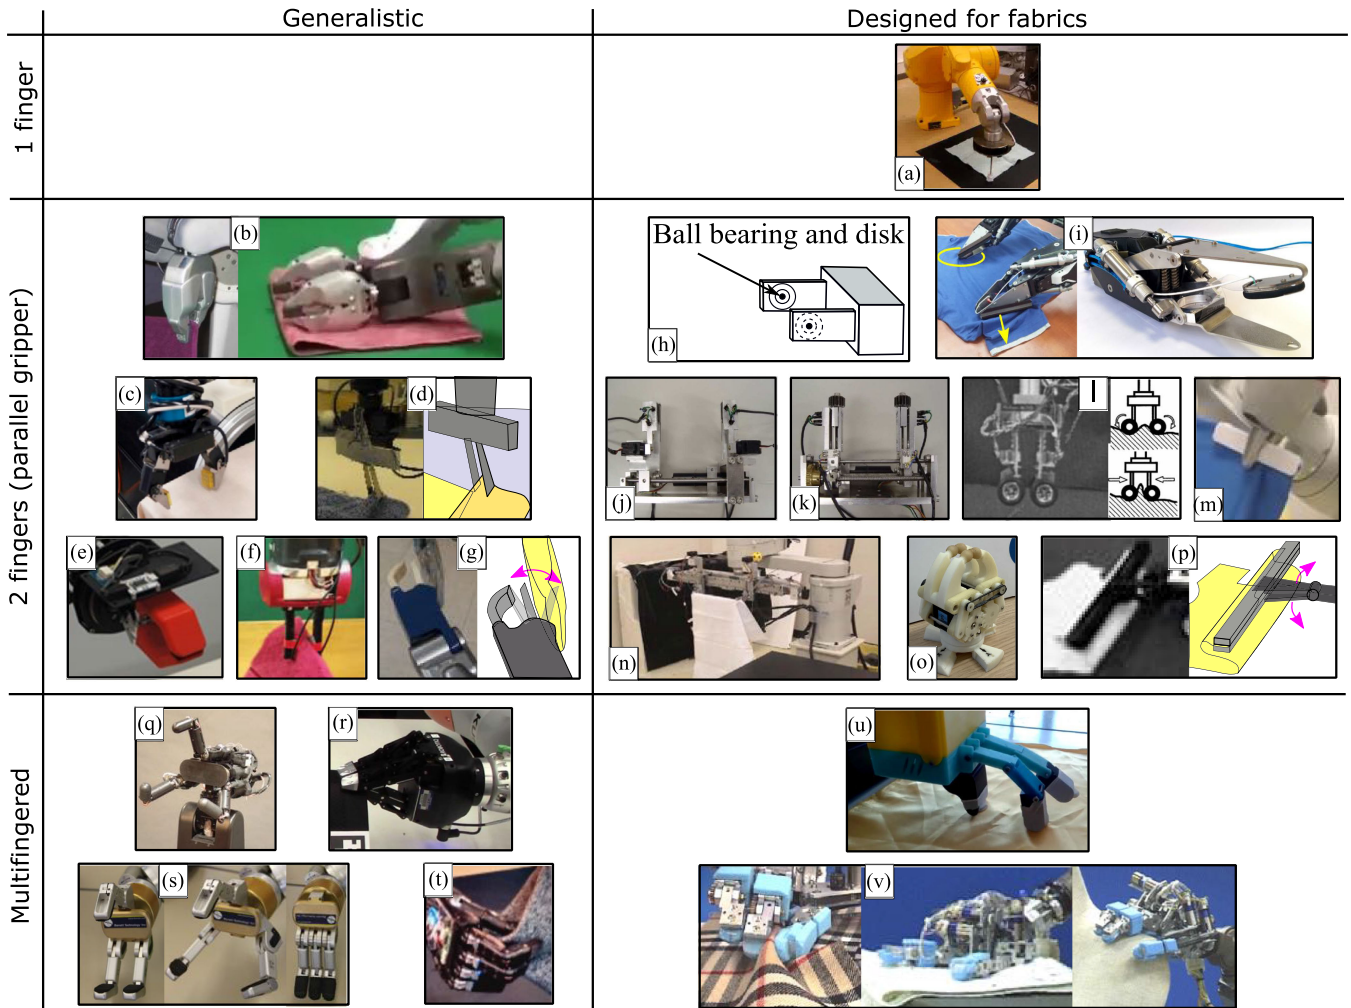 Generalistic
Designed for fabrics
1 finger
(a)
2 fingers (parallel gripper)
(b)
Ball bearing and disk
(h)
(i)
(c)
(d)
(j)
(k)
l
(m)
(e)
(f)
(g)
(n)
(o)
(p)
Multifingered
(q)
(r)
(u)
(s)
(t)
(v)